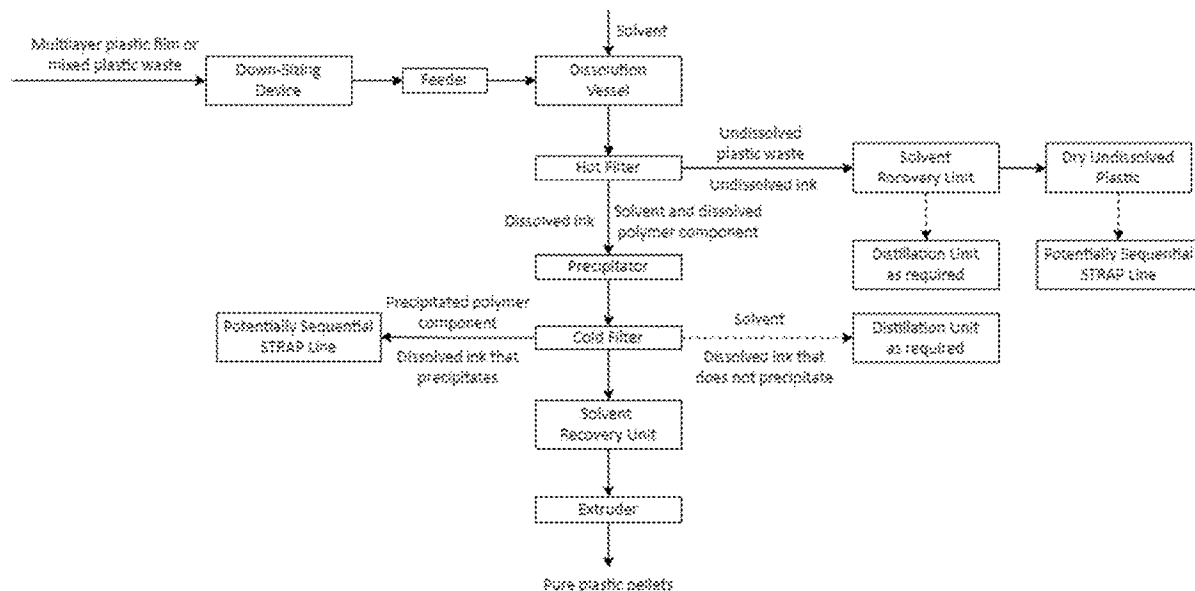 Solvent
Multilayer plastic film or
mixed plastic waste
Down-Sizing
Device
Feeder
Dissolution
Vessel
Undissolved
plastic waste
Hot Filter
Undissolved ink
Solvent
Recovery Unit
Dry Undissolved
Plastic
Dissolved ink
Solvent and dissolved
polymer component
Distillation Unit
as required
Potentially Sequential
STRAP Line
Precipitator
Potentially Sequential
STRAP Line
Precipitated polymer
component
Dissolved ink that
precipitates
Cold Filter
Solvent
Dissolved ink that
does not precipitate
Distillation Unit
as required
Solvent
Recovery Unit
Extruder
Pure plastic pellets